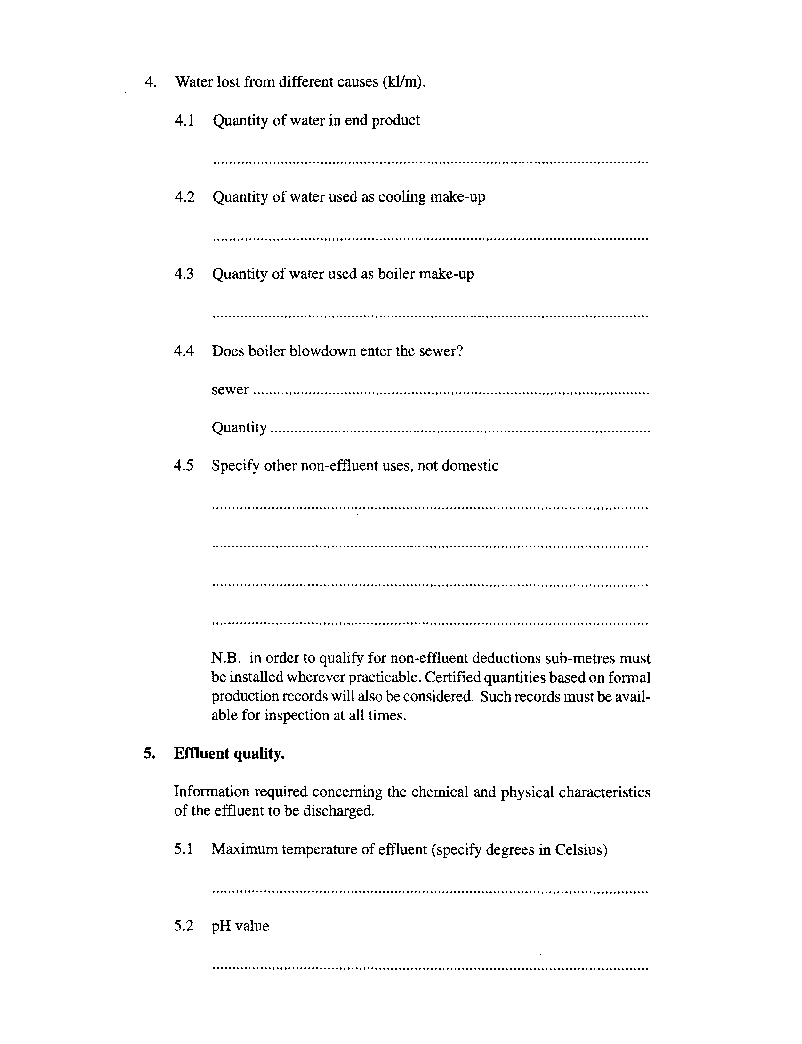 4. Water lost from different causes (kl/m).
4.1 Quantity of water in end product
................................................................................
4.2 Quantity of water used as cooling make-up
................................................................................
4.3 Quantity of water used as boiler make-up
................................................................................
4.4 Does boiler blowdown enter the sewer?
sewer ................................................................................
Quantity ................................................................................
4.5 Specify other non-effluent uses, not domestic
................................................................................
................................................................................
................................................................................
................................................................................
N.B. in order to qualify for non-effluent deductions sub-metres must
be installed wherever practicable. Certified quantities based on formal
production records will also be considered. Such records must be avail-
able for inspection at all times.
5. Effluent quality.
Information required concerning the chemical and physical characteristics
of the effluent to be discharged.
5.1 Maximum temperature of effluent (specify degrees in Celsius)
................................................................................
5.2 pH value
................................................................................